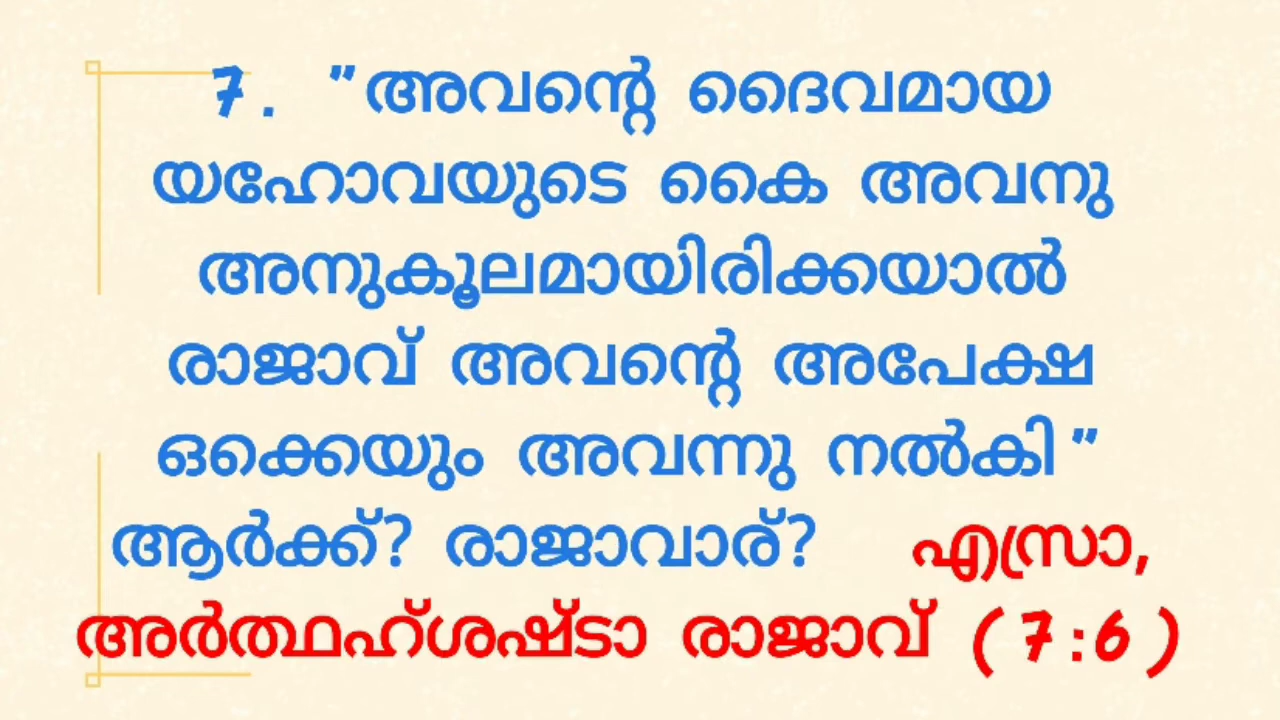 7. "അവന്റെ ദൈവമായ
യഹോവയുടെ കൈ അവനു
അനുകൂലമായിരിക്കയാൽ
രാജാവ് അവന്റെ അപേക്ഷ
ഒക്കെയും അവന്നു നൽകി"
ആർക്ക്? രാജാവാര്? എസ്രാ,
അർത്ഥഹ്ശഷ്ടാ രാജാവ് (7:6)